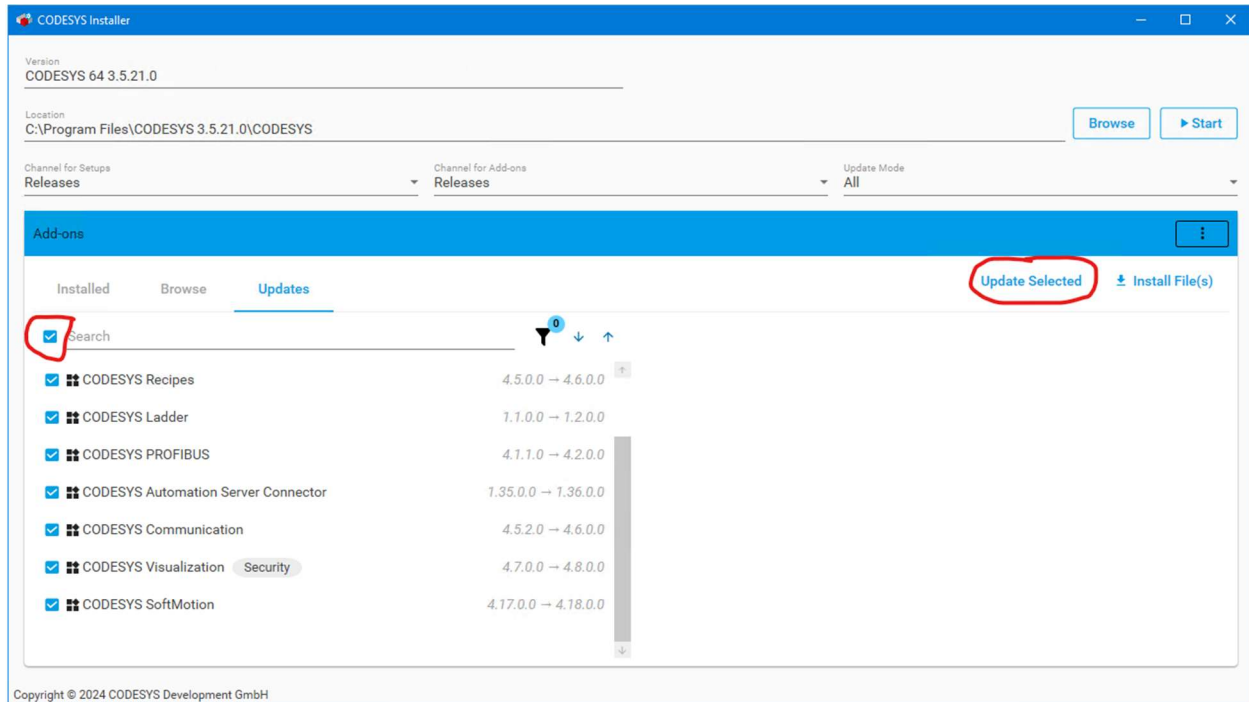 CODESYS Installer
Version
CODESYS 64 3.5.21.0
Location
C:\Program Files\CODESYS 3.5.21.0\CODESYS
Browse
Start
Channel for Setups
Channel for Add-ons
Update Mode
Releases
Releases
All
Add-ons
Installed
Browse
Updates
Update Selected
Install File(s)
Search
0
CODESYS Recipes 4.5.0.0 → 4.6.0.0
CODESYS Ladder 1.1.0.0 → 1.2.0.0
CODESYS PROFIBUS 4.1.1.0 → 4.2.0.0
CODESYS Automation Server Connector 1.35.0.0 → 1.36.0.0
CODESYS Communication 4.5.2.0 → 4.6.0.0
CODESYS Visualization Security 4.7.0.0 → 4.8.0.0
CODESYS SoftMotion 4.17.0.0 → 4.18.0.0
Copyright © 2024 CODESYS Development GmbH